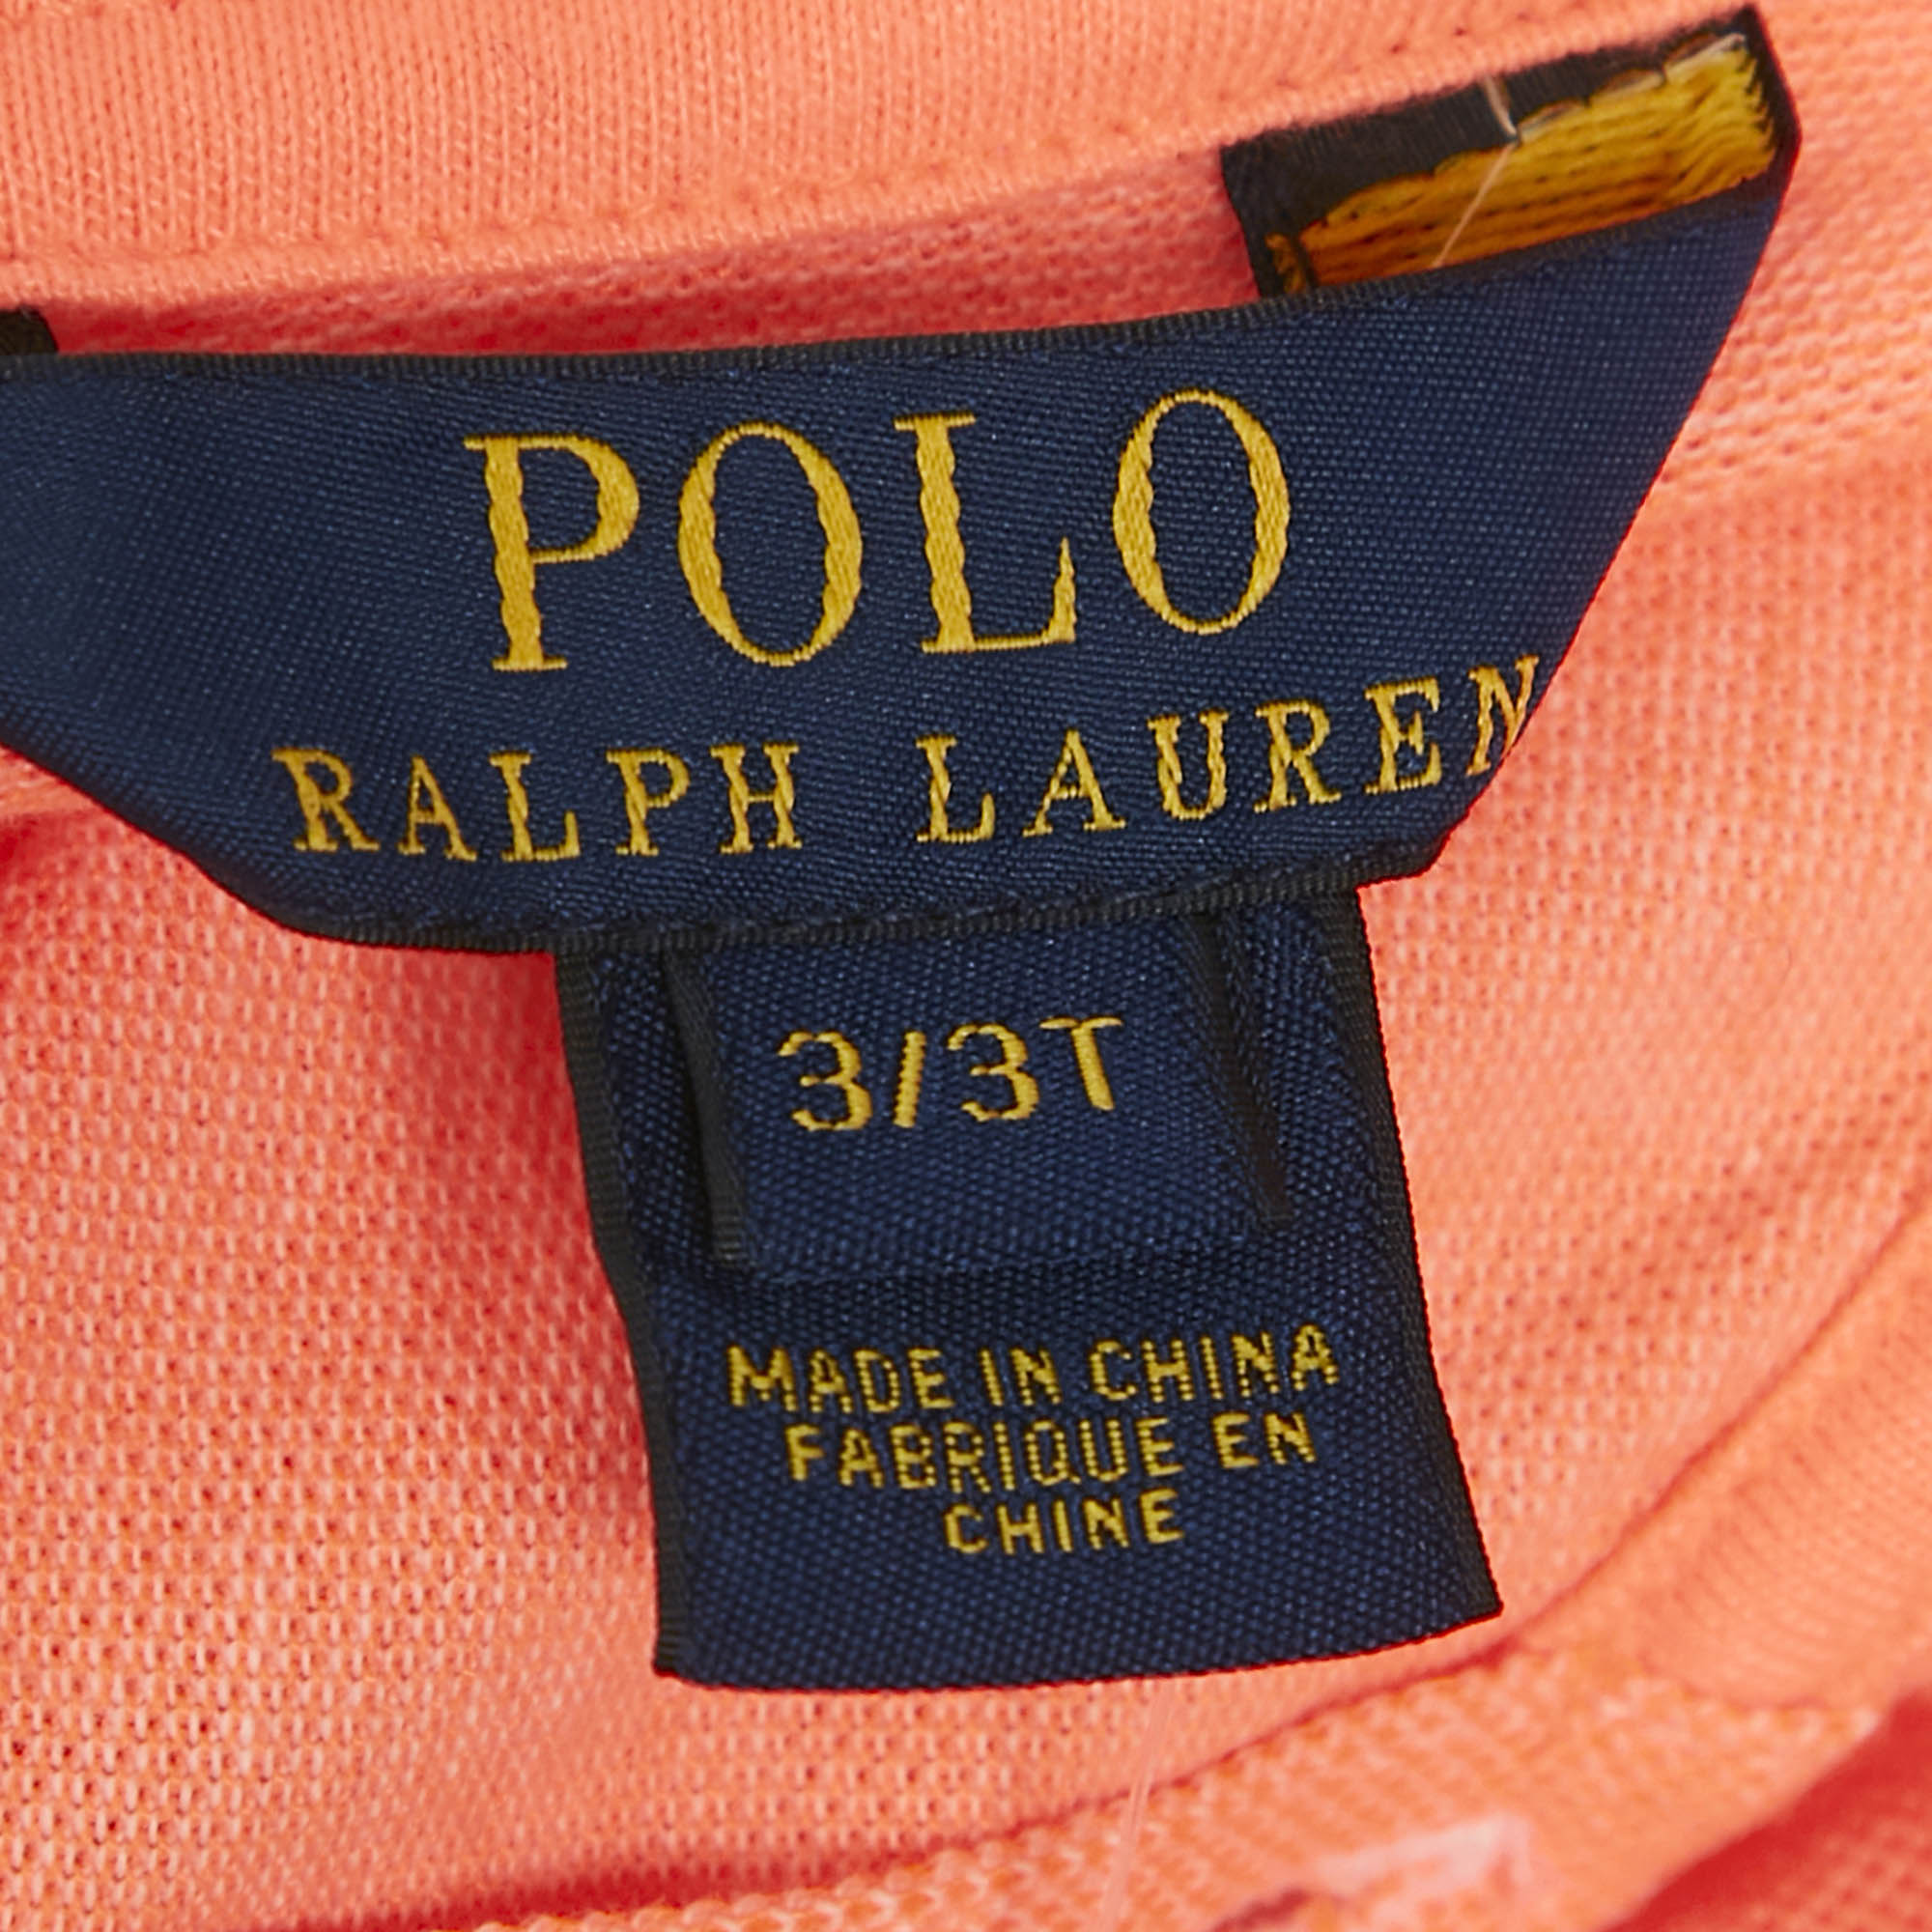 POLO
RALPH LAUREN
3/3T
MADE IN CHINA
FABRIQUE EN
CHINE